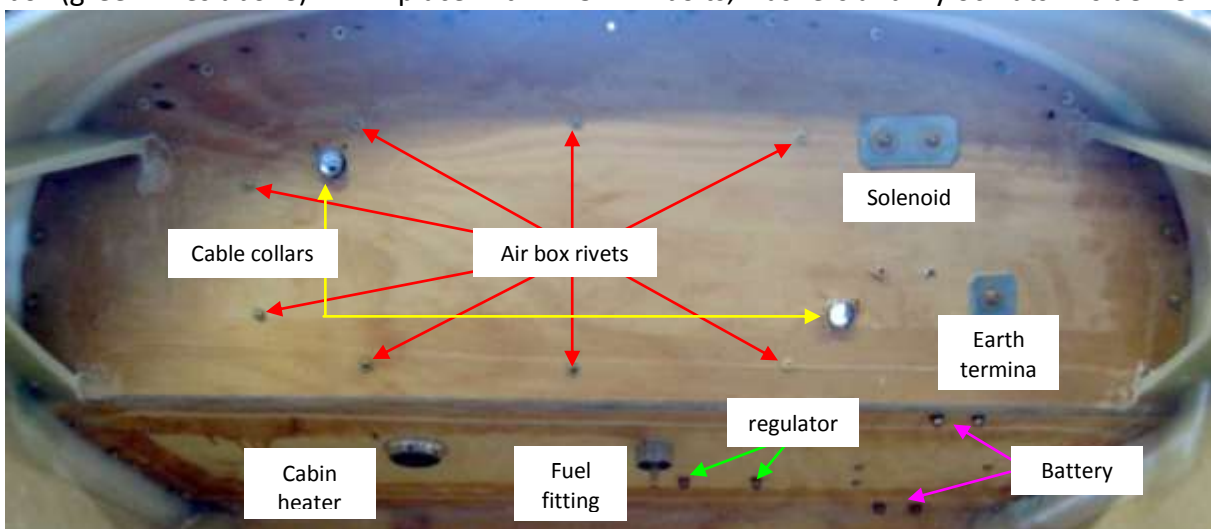 Solenoid
Cable collars
Air box rivets
Earth
termina
regulator
Cabin
heater
Fuel
fitting
Battery